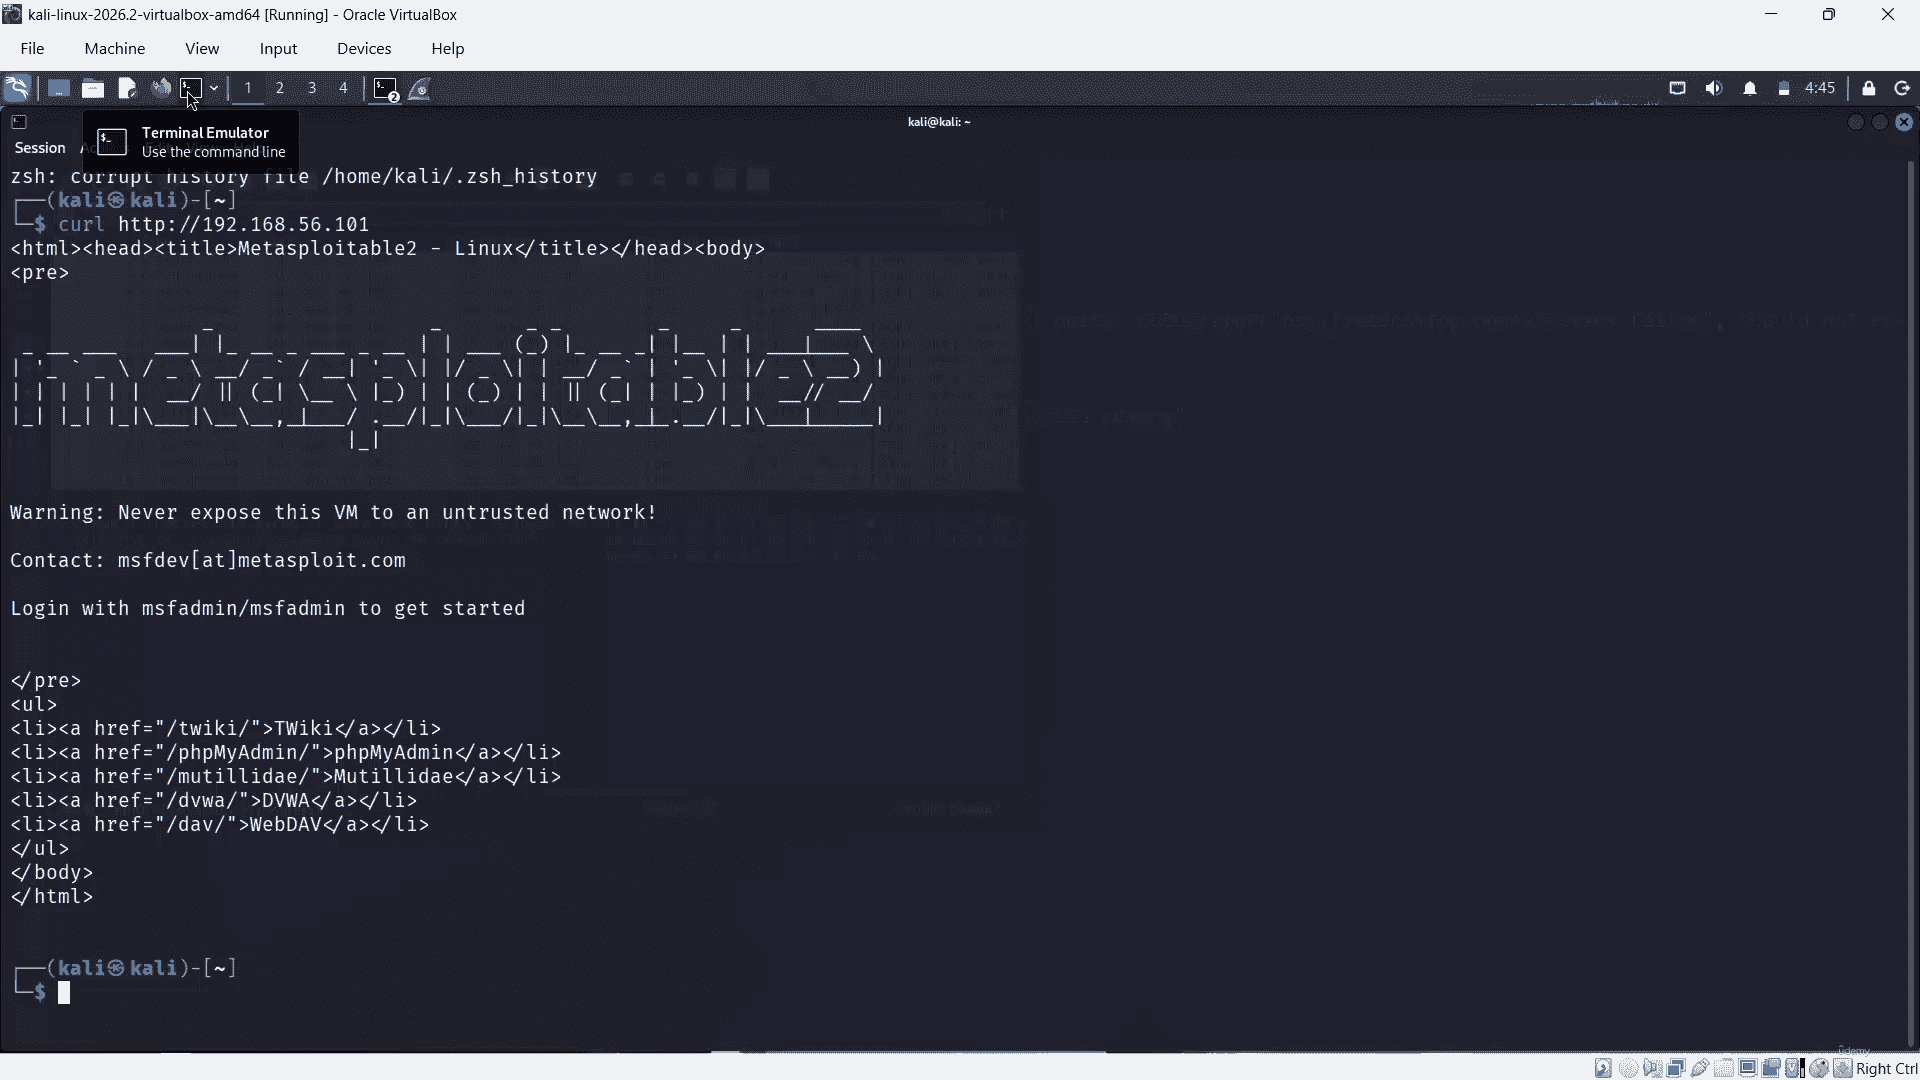 kali-linux-2026.2-virtualbox-amd64 [Running] - Oracle VirtualBox
File Machine View Input Devices Help
1 2 3 4 2 4:45
kali@kali: ~
Terminal Emulator
Use the command line
Session
zsh: corrupt history file /home/kali/.zsh_history
(kali㉿kali)-[~]
$ curl http://192.168.56.101
<html><head><title>Metasploitable2 - Linux</title></head><body>
<pre>
metasploitable2
Warning: Never expose this VM to an untrusted network!
Contact: msfdev[at]metasploit.com
Login with msfadmin/msfadmin to get started
</pre>
<ul>
<li><a href="/twiki/">TWiki</a></li>
<li><a href="/phpMyAdmin/">phpMyAdmin</a></li>
<li><a href="/mutillidae/">Mutillidae</a></li>
<li><a href="/dvwa/">DVWA</a></li>
<li><a href="/dav/">WebDAV</a></li>
</ul>
</body>
</html>
(kali㉿kali)-[~]
$
udemy
Right Ctrl